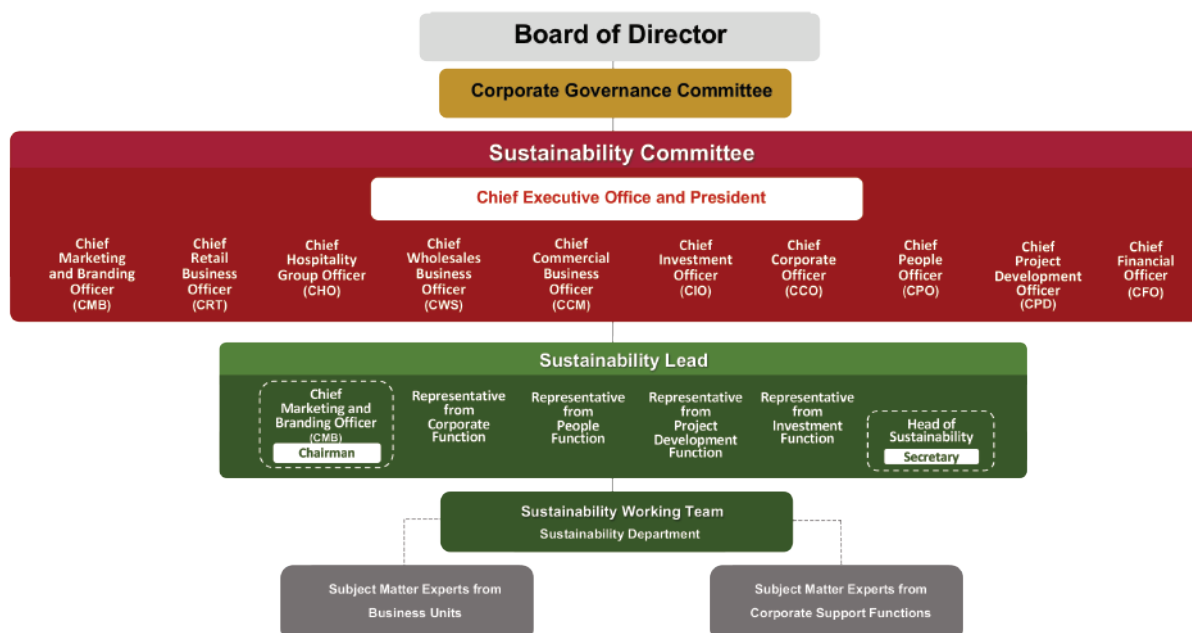 Board of Director
Corporate Governance Committee
Sustainability Committee
Chief Executive Office and President
Chief
Marketing
and Branding
Officer
(CMB)
Chief
Retail
Business
Officer
(CRT)
Chief
Hospitality
Group Officer
(CHO)
Chief
Wholesales
Business
Officer
(CWS)
Chief
Commercial
Business
Officer
(CCM)
Chief
Investment
Officer
(CIO)
Chief
Corporate
Officer
(CCO)
Chief
People
Officer
(CPO)
Chief
Project
Development
Officer
(CPD)
Chief
Financial
Officer
(CFO)
Sustainability Lead
Chief
Marketing and
Branding Officer
(CMB)
Chairman
Representative
from
Corporate
Function
Representative
from
People
Function
Representative
from
Project
Development
Function
Representative
from
Investment
Function
Head of
Sustainability
Secretary
Sustainability Working Team
Sustainability Department
Subject Matter Experts from
Business Units
Subject Matter Experts from
Corporate Support Functions